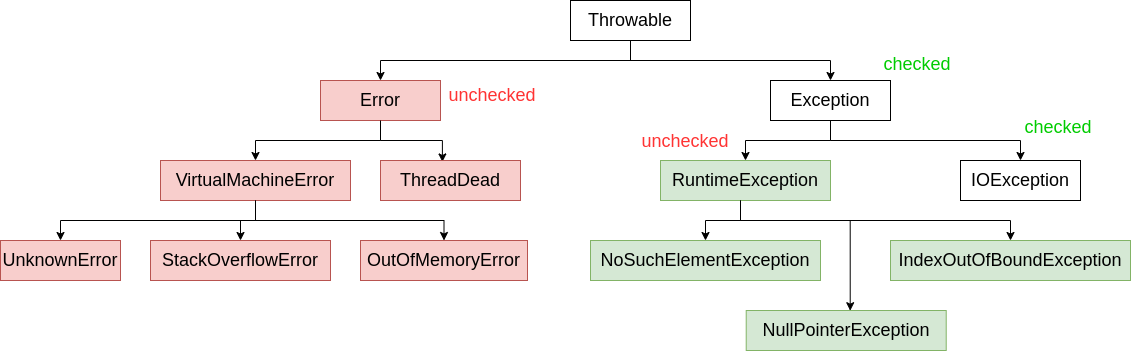 Throwable
checked
Error
unchecked
Exception
unchecked
checked
VirtualMachineError
ThreadDead
RuntimeException
IOException
UnknownError
StackOverflowError
OutOfMemoryError
NoSuchElementException
IndexOutOfBoundException
NullPointerException